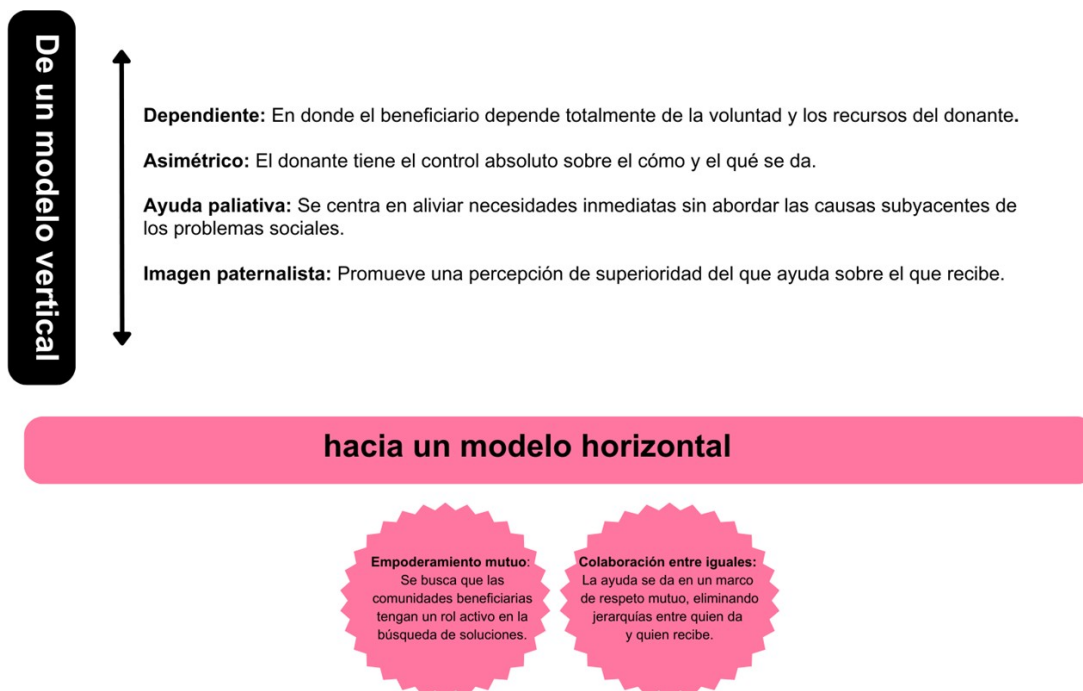 De un modelo vertical
Dependiente: En donde el beneficiario depende totalmente de la voluntad y los recursos del donante.
Asimétrico: El donante tiene el control absoluto sobre el cómo y el qué se da.
Ayuda paliativa: Se centra en aliviar necesidades inmediatas sin abordar las causas subyacentes de
los problemas sociales.
Imagen paternalista: Promueve una percepción de superioridad del que ayuda sobre el que recibe.
hacia un modelo horizontal
Empoderamiento mutuo:
Se busca que las
comunidades beneficiarias
tengan un rol activo en la
búsqueda de soluciones.
Colaboración entre iguales:
La ayuda se da en un marco
de respeto mutuo, eliminando
jerarquías entre quien da
y quien recibe.